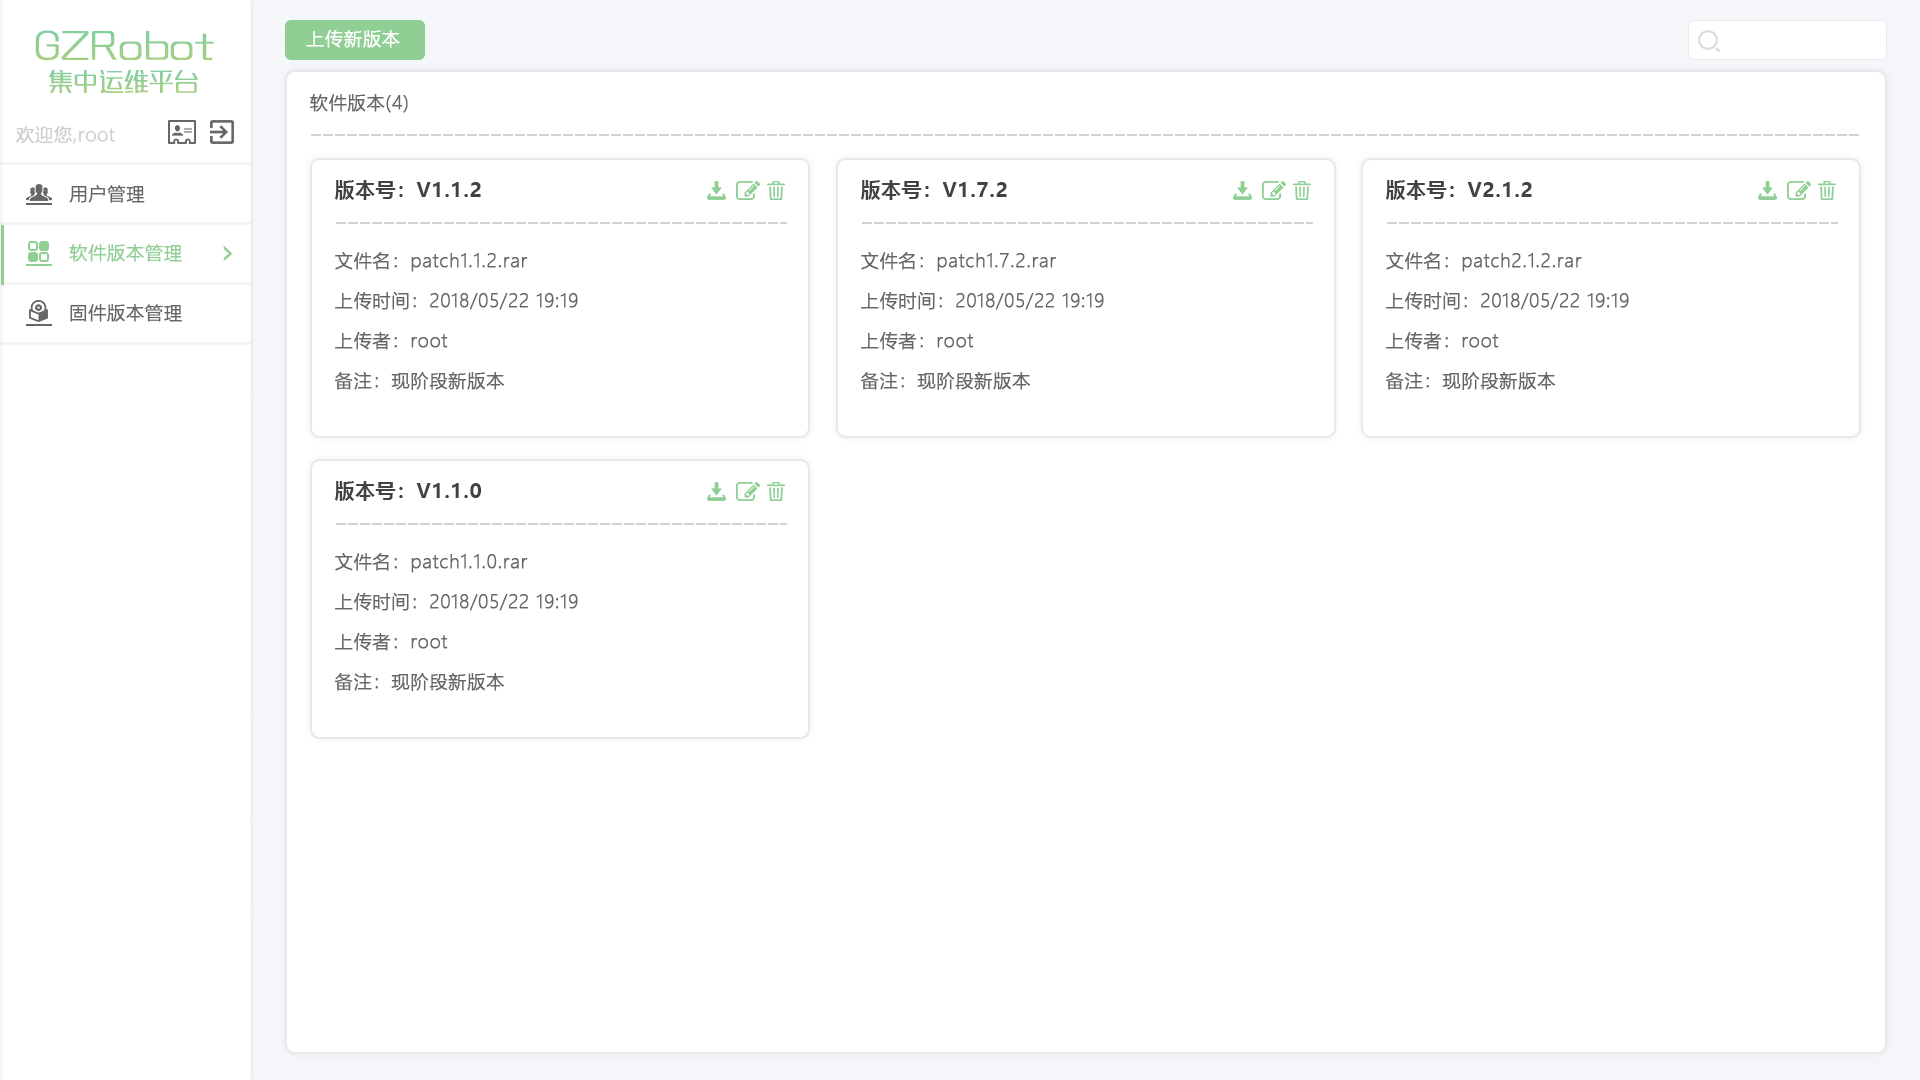 GZRobot
集中运维平台
欢迎您,root
用户管理
软件版本管理
固件版本管理
上传新版本
软件版本(4)
版本号：V1.1.2
文件名：patch1.1.2.rar
上传时间：2018/05/22 19:19
上传者：root
备注：现阶段新版本
版本号：V1.7.2
文件名：patch1.7.2.rar
上传时间：2018/05/22 19:19
上传者：root
备注：现阶段新版本
版本号：V2.1.2
文件名：patch2.1.2.rar
上传时间：2018/05/22 19:19
上传者：root
备注：现阶段新版本
版本号：V1.1.0
文件名：patch1.1.0.rar
上传时间：2018/05/22 19:19
上传者：root
备注：现阶段新版本